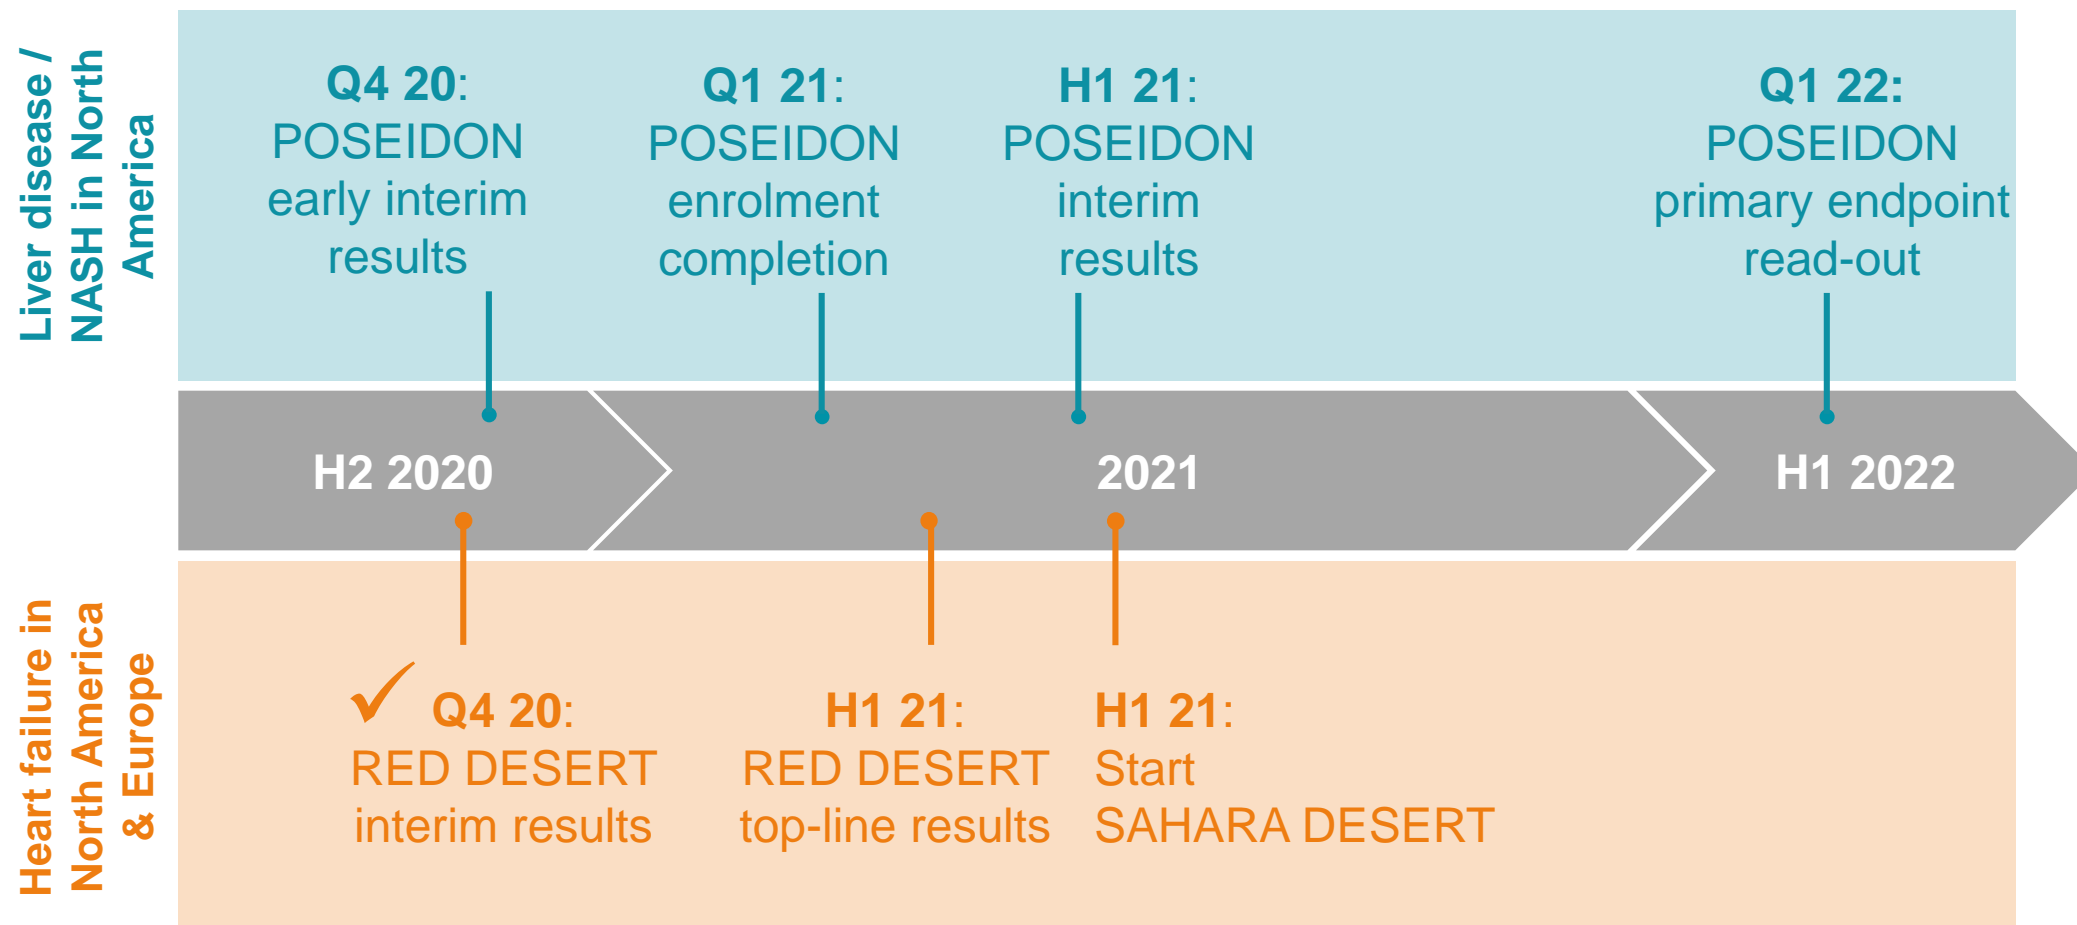 Liver disease /
NASH in North
America
Q4 20:
POSEIDON
early interim
results
Q1 21:
POSEIDON
enrolment
completion
H1 21:
POSEIDON
interim
results
Q1 22:
POSEIDON
primary endpoint
read-out
H2 2020
2021
H1 2022
Heart failure in
North America
& Europe
✓ Q4 20:
RED DESERT
interim results
H1 21:
RED DESERT
top-line results
H1 21:
Start
SAHARA DESERT